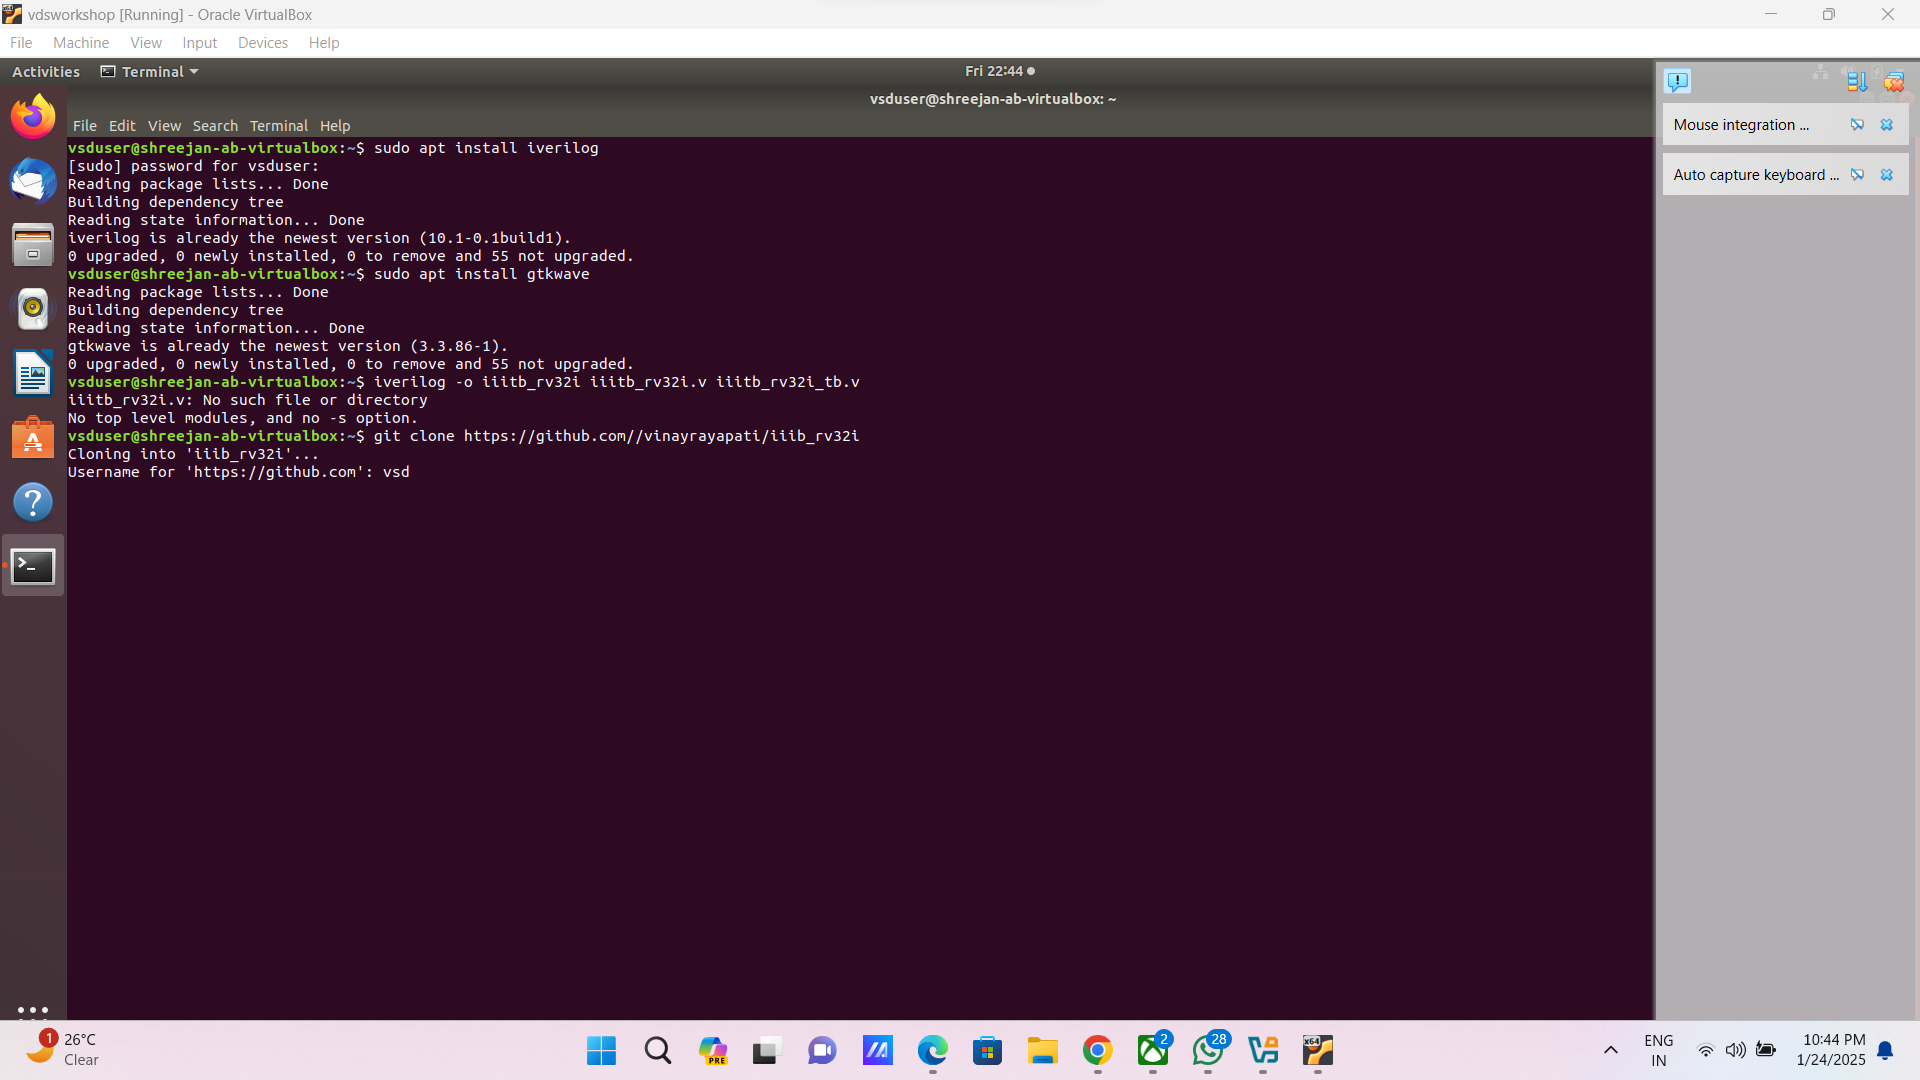 vdsworkshop [Running] - Oracle VirtualBox
File Machine View Input Devices Help
Activities Terminal Fri 22:44
vsduser@shreejan-ab-virtualbox: ~
File Edit View Search Terminal Help
vsduser@shreejan-ab-virtualbox:~$ sudo apt install iverilog
[sudo] password for vsduser:
Reading package lists... Done
Building dependency tree
Reading state information... Done
iverilog is already the newest version (10.1-0.1build1).
0 upgraded, 0 newly installed, 0 to remove and 55 not upgraded.
vsduser@shreejan-ab-virtualbox:~$ sudo apt install gtkwave
Reading package lists... Done
Building dependency tree
Reading state information... Done
gtkwave is already the newest version (3.3.86-1).
0 upgraded, 0 newly installed, 0 to remove and 55 not upgraded.
vsduser@shreejan-ab-virtualbox:~$ iverilog -o iiitb_rv32i iiitb_rv32i.v iiitb_rv32i_tb.v
iiitb_rv32i.v: No such file or directory
No top level modules, and no -s option.
vsduser@shreejan-ab-virtualbox:~$ git clone https://github.com//vinayrayapati/iiib_rv32i
Cloning into 'iiib_rv32i'...
Username for 'https://github.com': vsd
Mouse integration ...
Auto capture keyboard ...
1
26°C
Clear
PRE
2
28
x64
ENG
IN
10:44 PM
1/24/2025